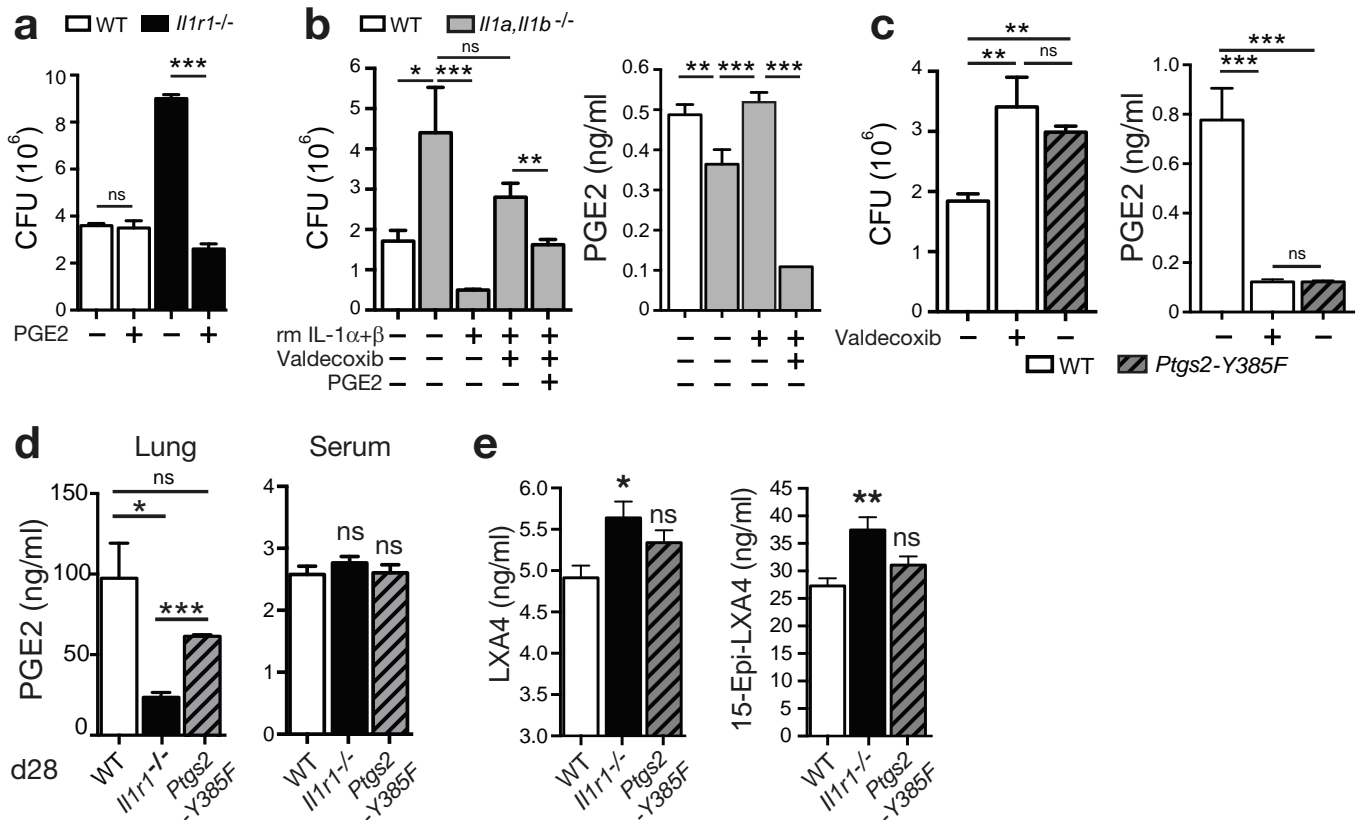 a
WT Il1r1-/-
CFU (10⁶)
10
8
6
4
2
0
ns
***
PGE2 – + – +
b
WT Il1a,Il1b-/-
CFU (10⁶)
6
5
4
3
2
1
0
ns
* ***
**
rm IL-1α+β – – + + +
Valdecoxib – – – + +
PGE2 – – – – +
PGE2 (ng/ml)
0.6
0.5
0.4
0.3
0.2
0.1
0
** *** *** ***
– – + +
– – – +
– – – –
c
CFU (10⁶)
4
3
2
1
0
**
** ns
Valdecoxib – + –
PGE2 (ng/ml)
1.0
0.8
0.6
0.4
0.2
0.0
***
***
ns
– + –
WT Ptgs2-Y385F
d
Lung
PGE2 (ng/ml)
150
100
50
0
ns
*
***
d28
WT
Il1r1-/-
Ptgs2
-Y385F
Serum
4
3
2
1
0
ns ns
WT
Il1r1-/-
Ptgs2
-Y385F
e
LXA4 (ng/ml)
6.0
5.5
5.0
4.5
4.0
3.5
3.0
*
ns
WT
Il1r1-/-
Ptgs2
-Y385F
15-Epi-LXA4 (ng/ml)
45
40
35
30
25
20
15
10
5
0
**
ns
WT
Il1r1-/-
Ptgs2
-Y385F